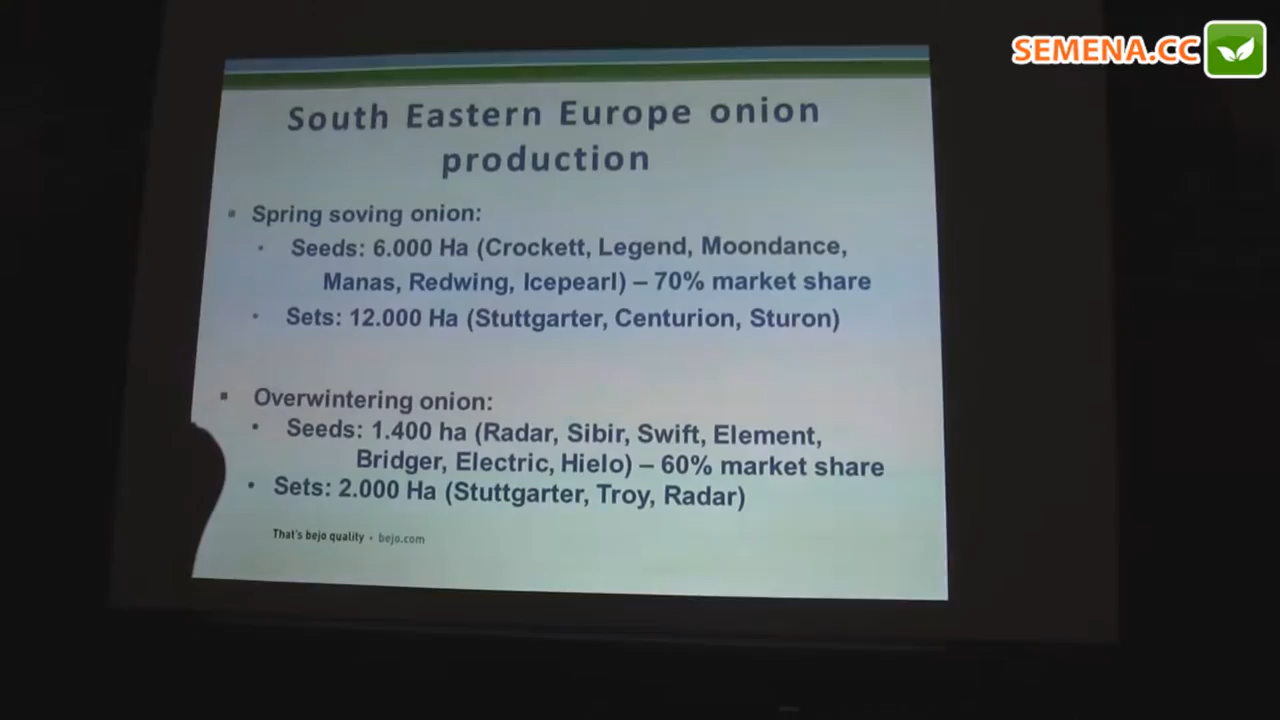 SEMENA.CC
South Eastern Europe onion
production
Spring soving onion:
Seeds: 6.000 Ha (Crockett, Legend, Moondance,
Manas, Redwing, Icepearl) – 70% market share
Sets: 12.000 Ha (Stuttgarter, Centurion, Sturon)
Overwintering onion:
Seeds: 1.400 ha (Radar, Sibir, Swift, Element,
Bridger, Electric, Hielo) – 60% market share
Sets: 2.000 Ha (Stuttgarter, Troy, Radar)
That's bejo quality • bejo.com